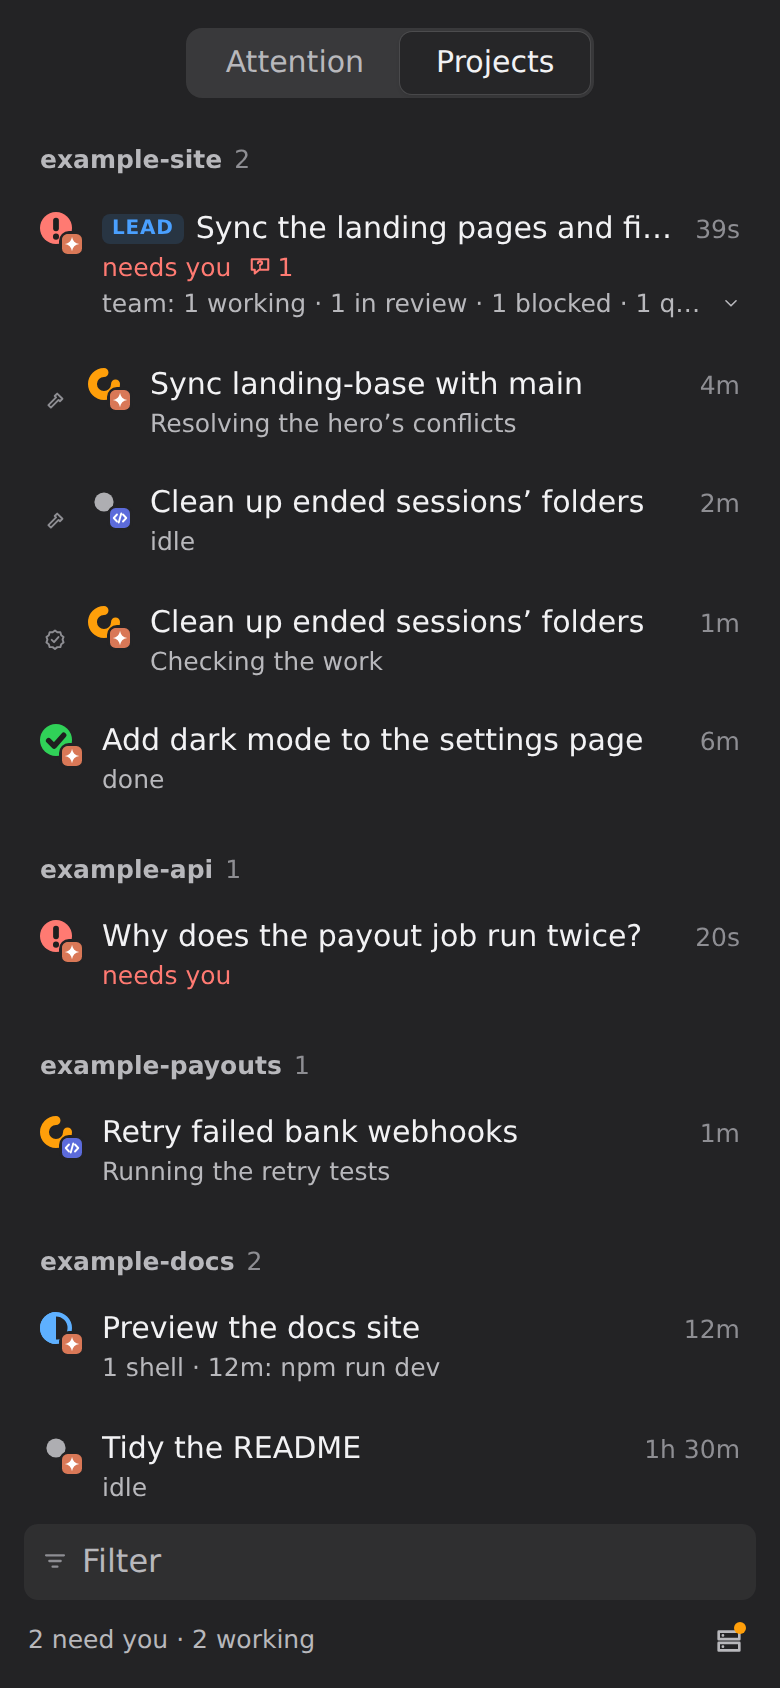 Attention
Projects
example-site 2
LEAD Sync the landing pages and fi… 39s
needs you 1
team: 1 working · 1 in review · 1 blocked · 1 q…
Sync landing-base with main 4m
Resolving the hero’s conflicts
Clean up ended sessions’ folders 2m
idle
Clean up ended sessions’ folders 1m
Checking the work
Add dark mode to the settings page 6m
done
example-api 1
Why does the payout job run twice? 20s
needs you
example-payouts 1
Retry failed bank webhooks 1m
Running the retry tests
example-docs 2
Preview the docs site 12m
1 shell · 12m: npm run dev
Tidy the README 1h 30m
idle
Filter
2 need you · 2 working